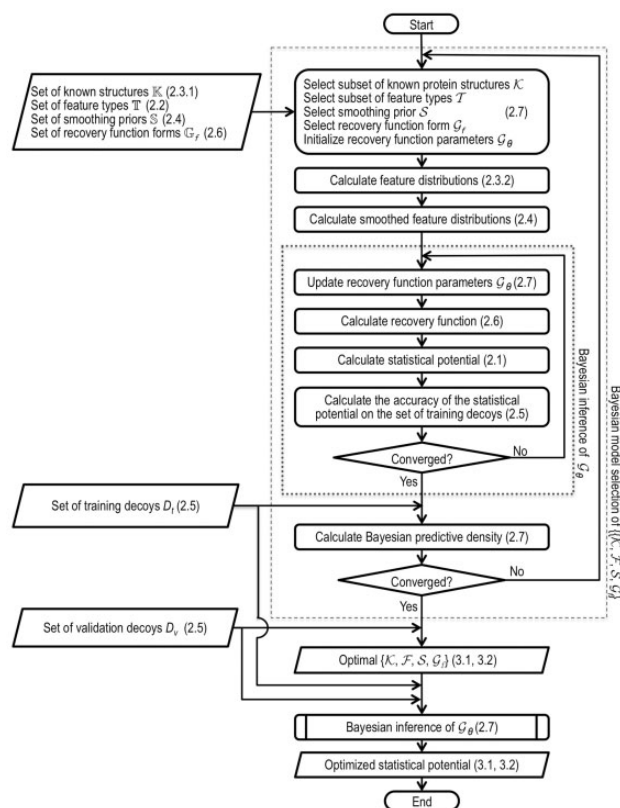 Start
Set of known structures 𝕂 (2.3.1)
Set of feature types 𝕋 (2.2)
Set of smoothing priors 𝕊 (2.4)
Set of recovery function forms 𝔾f (2.6)
Select subset of known protein structures 𝒦
Select subset of feature types 𝒯
Select smoothing prior 𝒮 (2.7)
Select recovery function form 𝒢f
Initialize recovery function parameters 𝒢θ
Calculate feature distributions (2.3.2)
Calculate smoothed feature distributions (2.4)
Update recovery function parameters 𝒢θ (2.7)
Calculate recovery function (2.6)
Calculate statistical potential (2.1)
Calculate the accuracy of the statistical
potential on the set of training decoys (2.5)
Converged?
No
Yes
Bayesian inference of 𝒢θ
Set of training decoys Dt (2.5)
Calculate Bayesian predictive density (2.7)
Converged?
No
Yes
Bayesian model selection of {𝒦, ℱ, 𝒮, 𝒢f}
Set of validation decoys Dv (2.5)
Optimal {𝒦, ℱ, 𝒮, 𝒢f} (3.1, 3.2)
Bayesian inference of 𝒢θ (2.7)
Optimized statistical potential (3.1, 3.2)
End